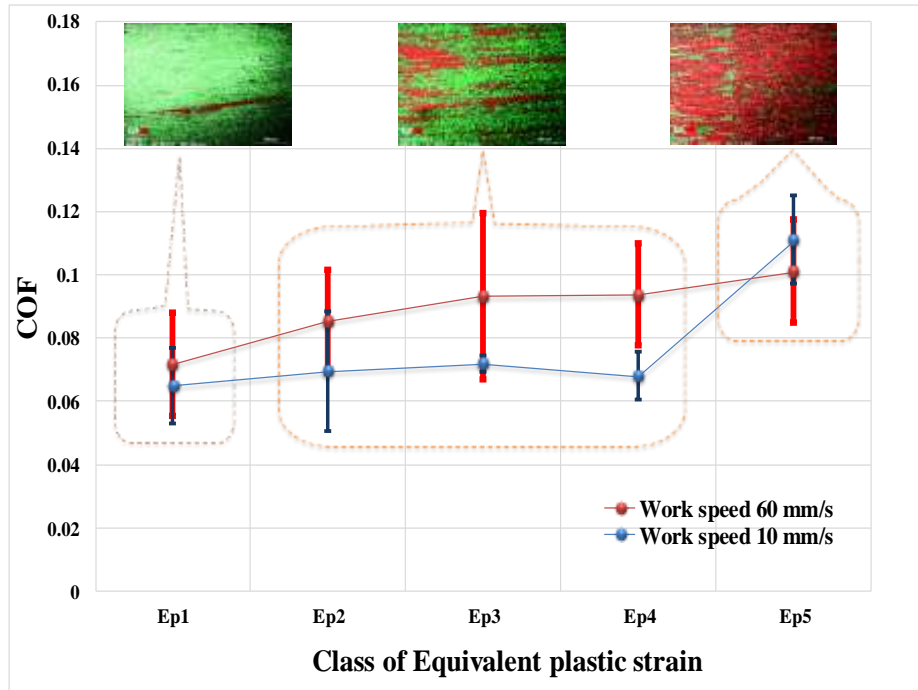 0.18
0.16
0.14
0.12
0.1
0.08
0.06
0.04
0.02
0
COF
Work speed 60 mm/s
Work speed 10 mm/s
Ep1 Ep2 Ep3 Ep4 Ep5
Class of Equivalent plastic strain